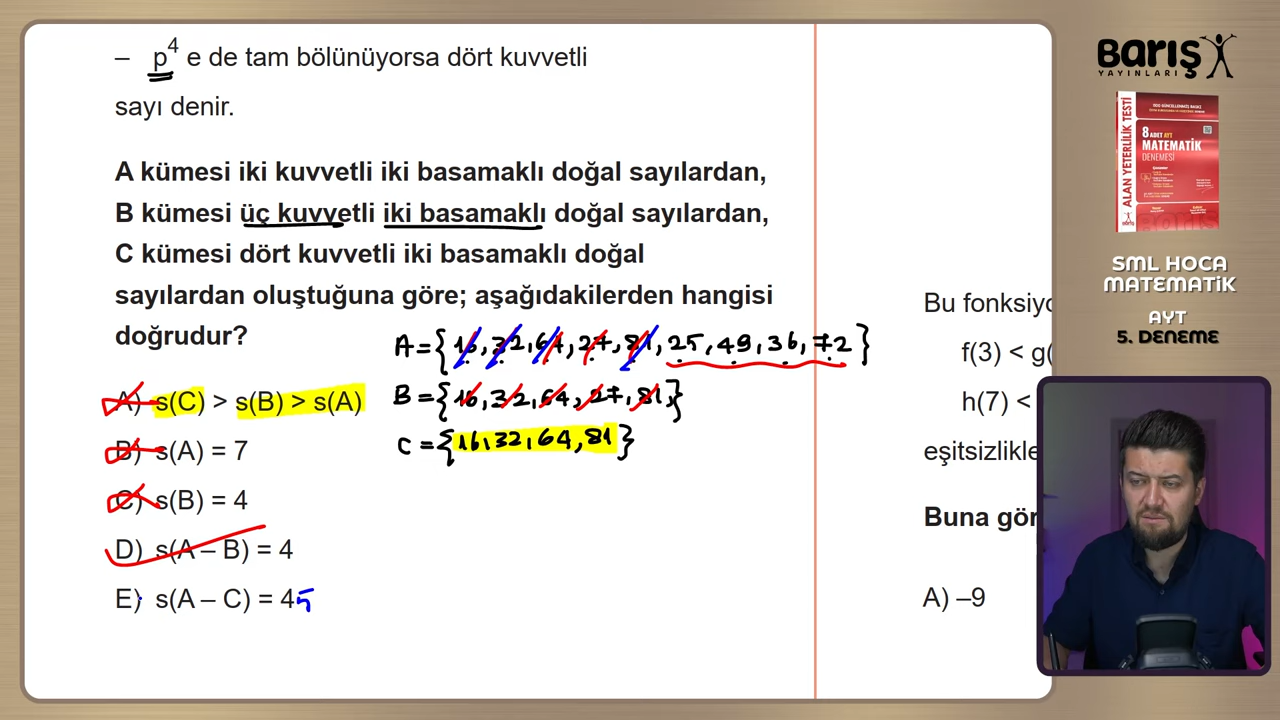 – p⁴ e de tam bölünüyorsa dört kuvvetli
sayı denir.
A kümesi iki kuvvetli iki basamaklı doğal sayılardan,
B kümesi üç kuvvetli iki basamaklı doğal sayılardan,
C kümesi dört kuvvetli iki basamaklı doğal
sayılardan oluştuğuna göre; aşağıdakilerden hangisi
doğrudur?
A={16,32,64,27,81,25,49,36,72}
A) s(C) > s(B) > s(A)
B={16,32,64,27,81,}
C={16,32,64,81}
B) s(A) = 7
C) s(B) = 4
D) s(A – B) = 4
E) s(A – C) = 4 5
Bu fonksiyo
f(3) < g(
h(7) <
eşitsizlikle
Buna gör
A) –9
Barış
YAYINLARI
ALAN YETERLİLİK TESTİ
8 ADET AYT
MATEMATİK
DENEMESİ
Barış
SML HOCA
MATEMATİK
AYT
5. DENEME